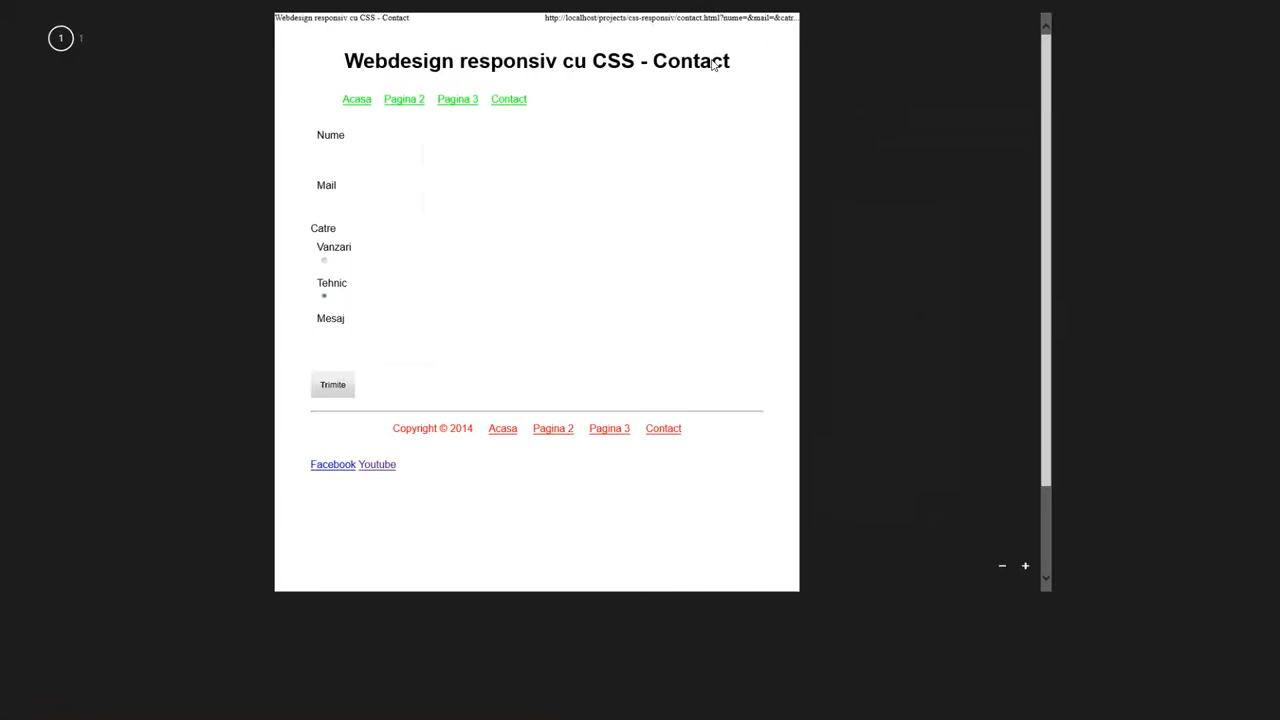 Webdesign responsiv cu CSS - Contact http://localhost/projects/css-responsiv/contact.html?nume=&mail=&catr...
1 1
Webdesign responsiv cu CSS - Contact
Acasa Pagina 2 Pagina 3 Contact
Nume
Mail
Catre
Vanzari
Tehnic
Mesaj
Trimite
Copyright © 2014 Acasa Pagina 2 Pagina 3 Contact
Facebook Youtube